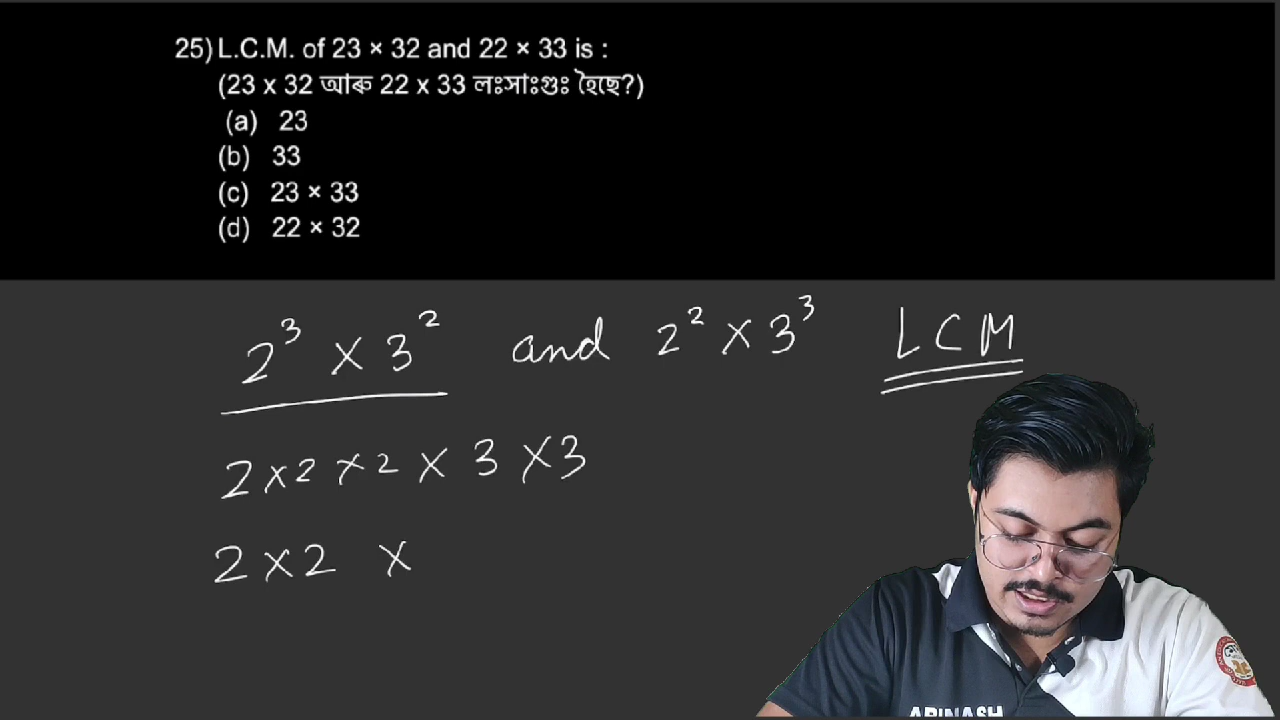 25) L.C.M. of 23 × 32 and 22 × 33 is :
(23 x 32 আৰু 22 x 33 লঃসাঃগুঃ হৈছে?)
(a) 23
(b) 33
(c) 23 × 33
(d) 22 × 32
2³ × 3² and 2² × 3³ LCM
2 × 2 × 2 × 3 × 3
2 × 2 ×
ABINASH